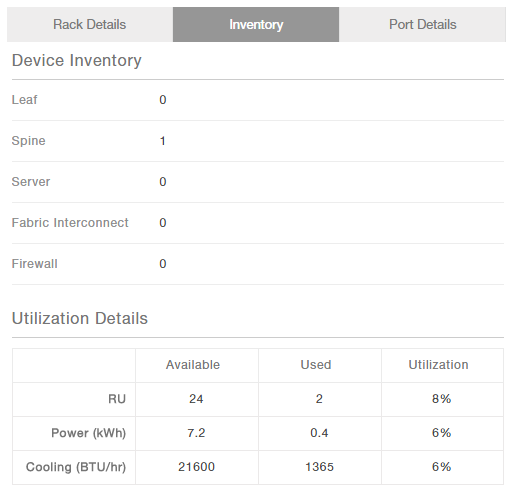 Rack Details Inventory Port Details
Device Inventory
Leaf 0
Spine 1
Server 0
Fabric Interconnect 0
Firewall 0
Utilization Details
Available Used Utilization
RU 24 2 8%
Power (kWh) 7.2 0.4 6%
Cooling (BTU/hr) 21600 1365 6%